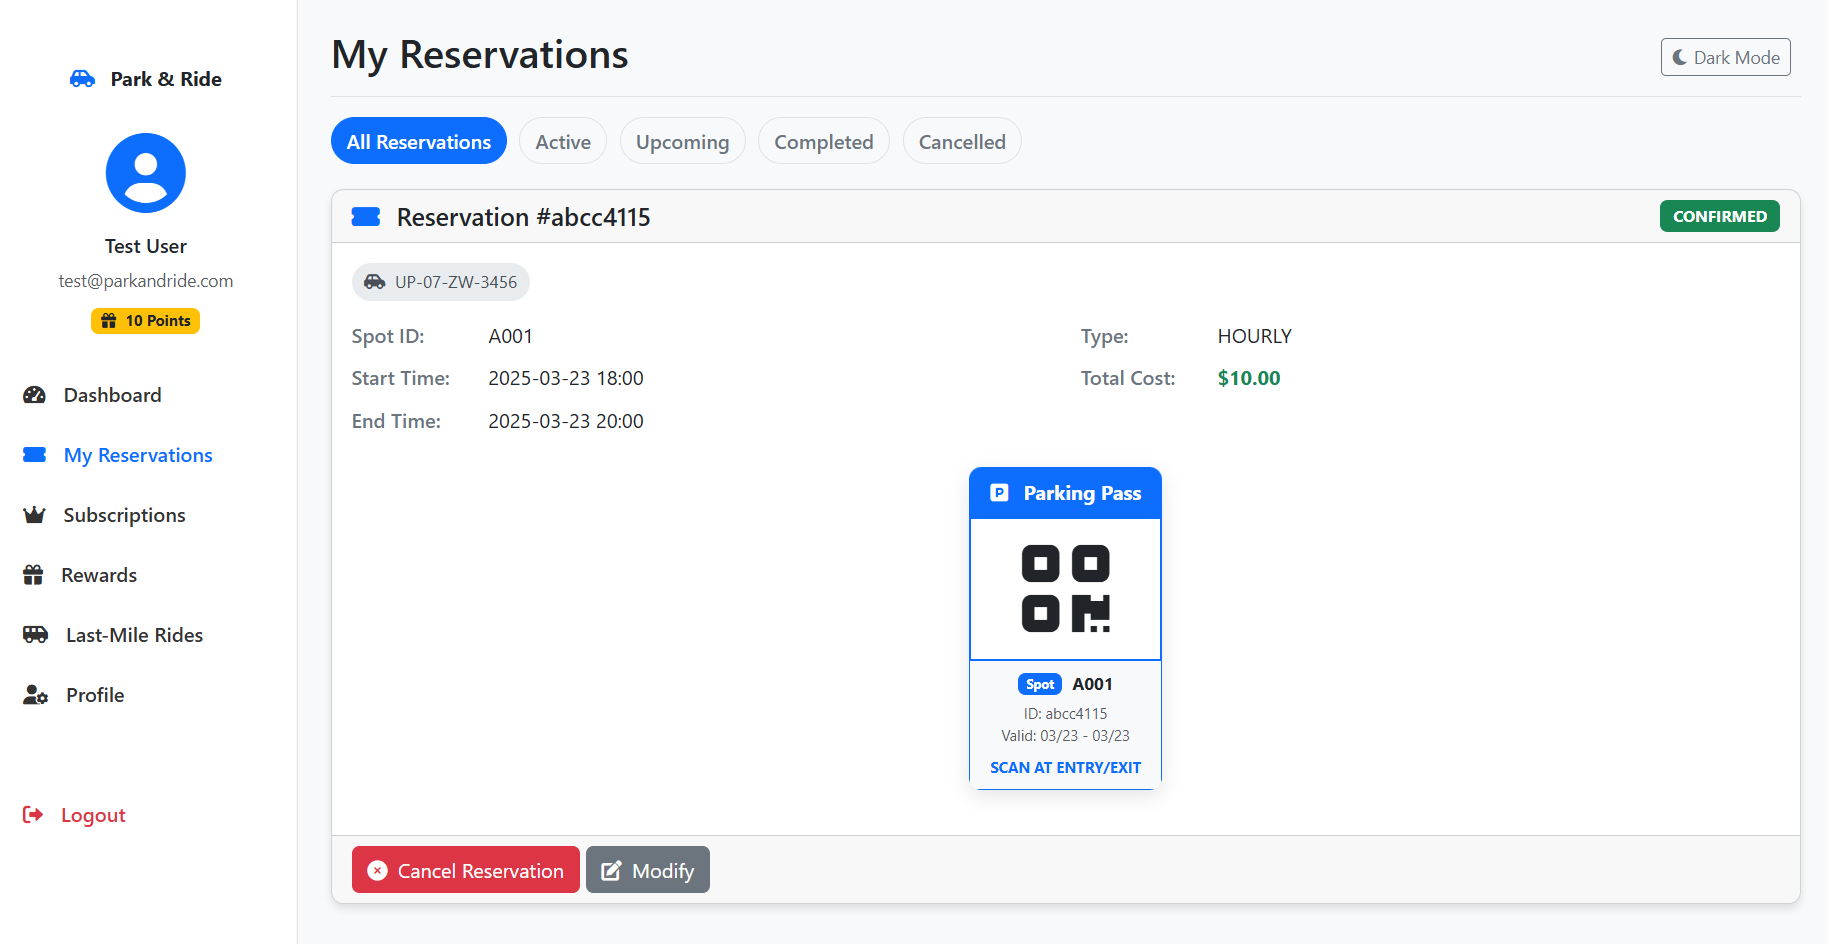 Park & Ride
Test User
test@parkandride.com
10 Points
Dashboard
My Reservations
Subscriptions
Rewards
Last-Mile Rides
Profile
Logout
My Reservations
Dark Mode
All Reservations
Active
Upcoming
Completed
Cancelled
Reservation #abcc4115
CONFIRMED
UP-07-ZW-3456
Spot ID: A001
Type: HOURLY
Start Time: 2025-03-23 18:00
Total Cost: $10.00
End Time: 2025-03-23 20:00
P Parking Pass
Spot A001
ID: abcc4115
Valid: 03/23 - 03/23
SCAN AT ENTRY/EXIT
Cancel Reservation
Modify